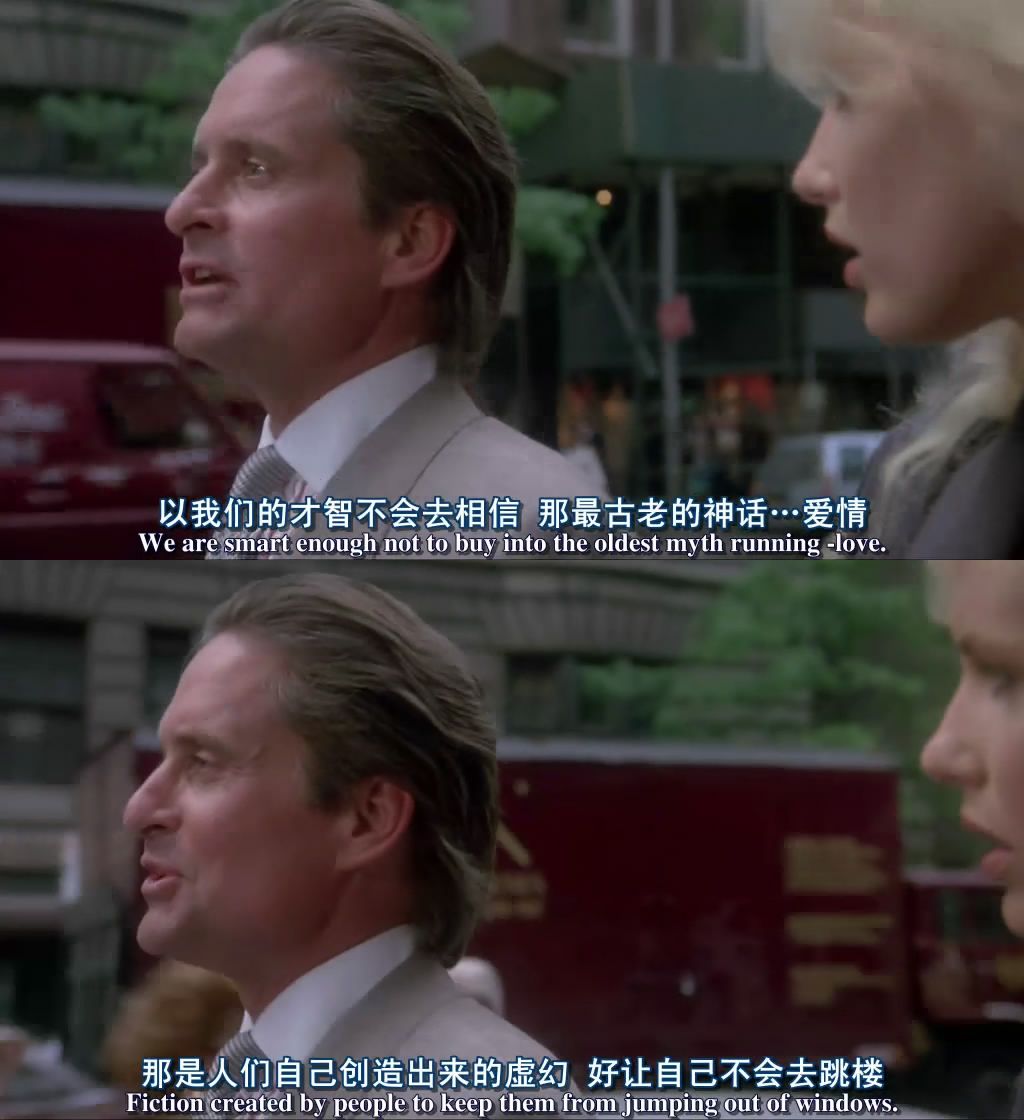 以我们的才智不会去相信 那最古老的神话…爱情
We are smart enough not to buy into the oldest myth running -love.
那是人们自己创造出来的虚幻 好让自己不会去跳楼
Fiction created by people to keep them from jumping out of windows.